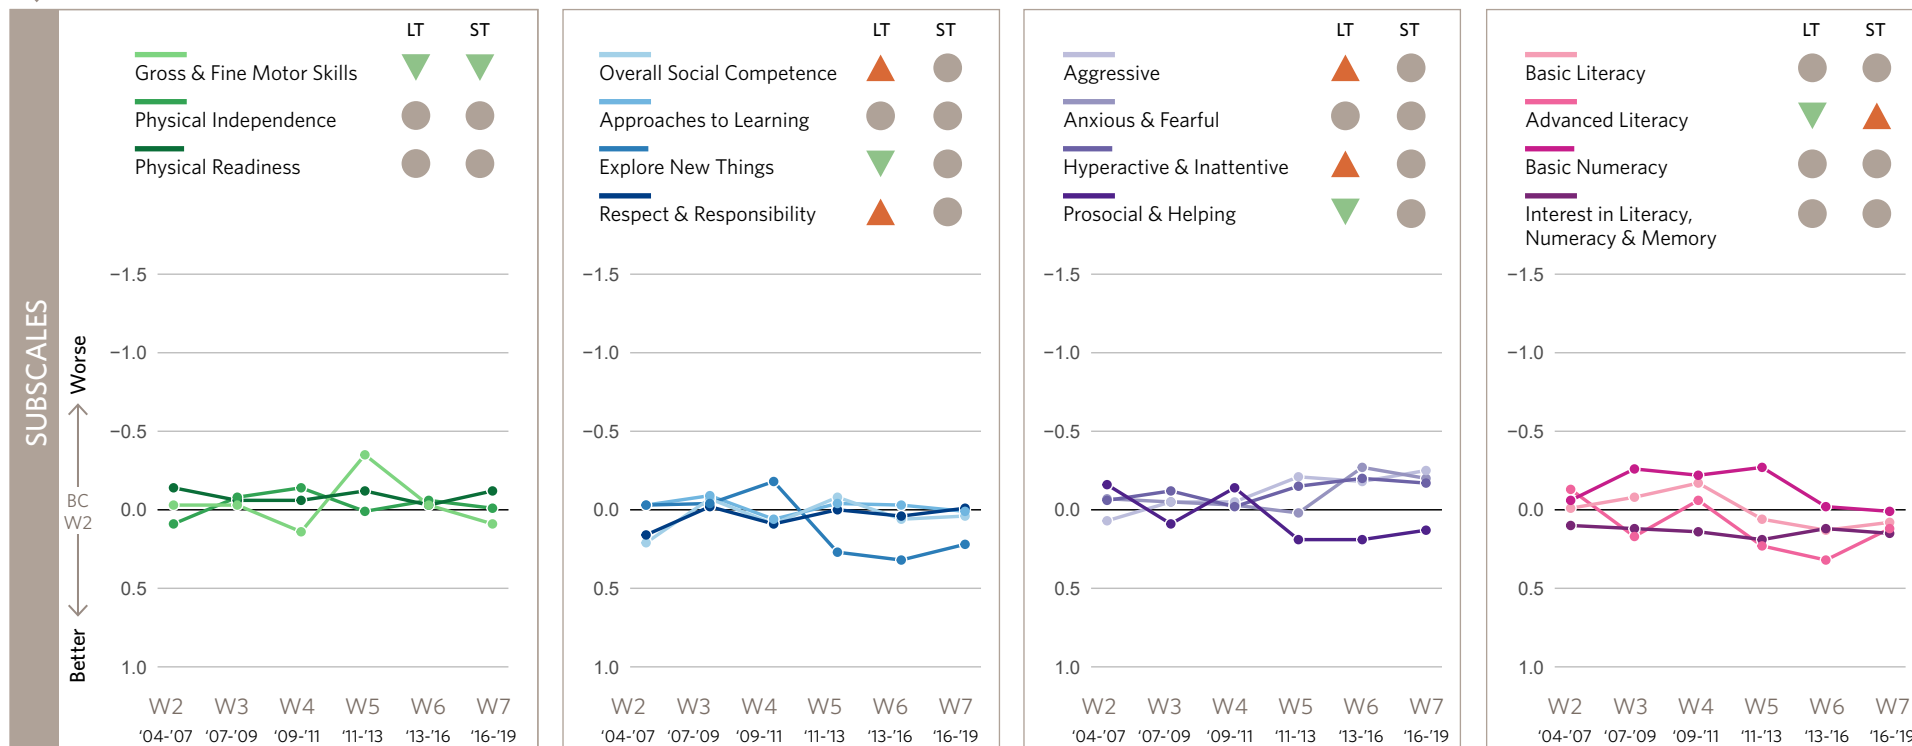 SUBSCALES
Worse
BC
W2
Better
LT ST
Gross & Fine Motor Skills
Physical Independence
Physical Readiness
−1.5
−1.0
−0.5
0.0
0.5
1.0
W2 W3 W4 W5 W6 W7
‘04-’07 ‘07-’09 ‘09-’11 ‘11-’13 ‘13-’16 ‘16-’19
LT ST
Overall Social Competence
Approaches to Learning
Explore New Things
Respect & Responsibility
−1.5
−1.0
−0.5
0.0
0.5
1.0
W2 W3 W4 W5 W6 W7
‘04-’07 ‘07-’09 ‘09-’11 ‘11-’13 ‘13-’16 ‘16-’19
LT ST
Aggressive
Anxious & Fearful
Hyperactive & Inattentive
Prosocial & Helping
−1.5
−1.0
−0.5
0.0
0.5
1.0
W2 W3 W4 W5 W6 W7
‘04-’07 ‘07-’09 ‘09-’11 ‘11-’13 ‘13-’16 ‘16-’19
LT ST
Basic Literacy
Advanced Literacy
Basic Numeracy
Interest in Literacy,
Numeracy & Memory
−1.5
−1.0
−0.5
0.0
0.5
1.0
W2 W3 W4 W5 W6 W7
‘04-’07 ‘07-’09 ‘09-’11 ‘11-’13 ‘13-’16 ‘16-’19